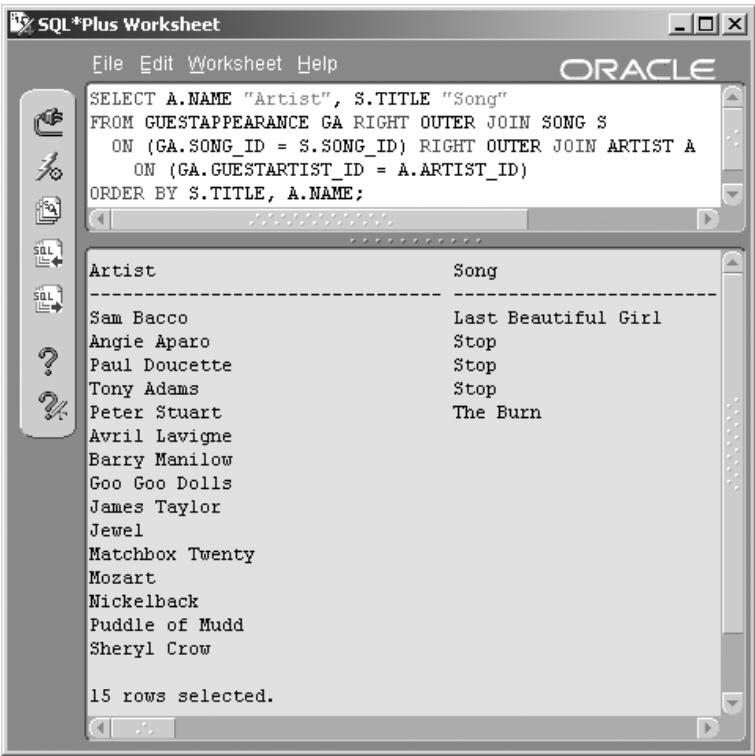 SQL*Plus Worksheet
File Edit Worksheet Help
ORACLE
SELECT A.NAME "Artist", S.TITLE "Song"
FROM GUESTAPPEARANCE GA RIGHT OUTER JOIN SONG S
ON (GA.SONG_ID = S.SONG_ID) RIGHT OUTER JOIN ARTIST A
ON (GA.GUESTARTIST_ID = A.ARTIST_ID)
ORDER BY S.TITLE, A.NAME;
SQL
SQL
Artist Song
-------------------------------- ------------------------
Sam Bacco Last Beautiful Girl
Angie Aparo Stop
Paul Doucette Stop
Tony Adams Stop
Peter Stuart The Burn
Avril Lavigne
Barry Manilow
Goo Goo Dolls
James Taylor
Jewel
Matchbox Twenty
Mozart
Nickelback
Puddle of Mudd
Sheryl Crow
15 rows selected.